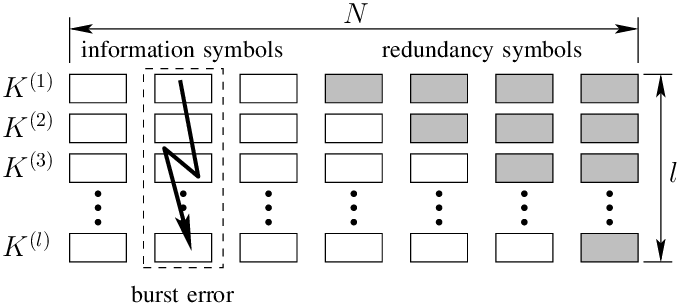 N
information symbols redundancy symbols
K^{(1)}
K^{(2)}
K^{(3)}
l
K^{(l)}
burst error